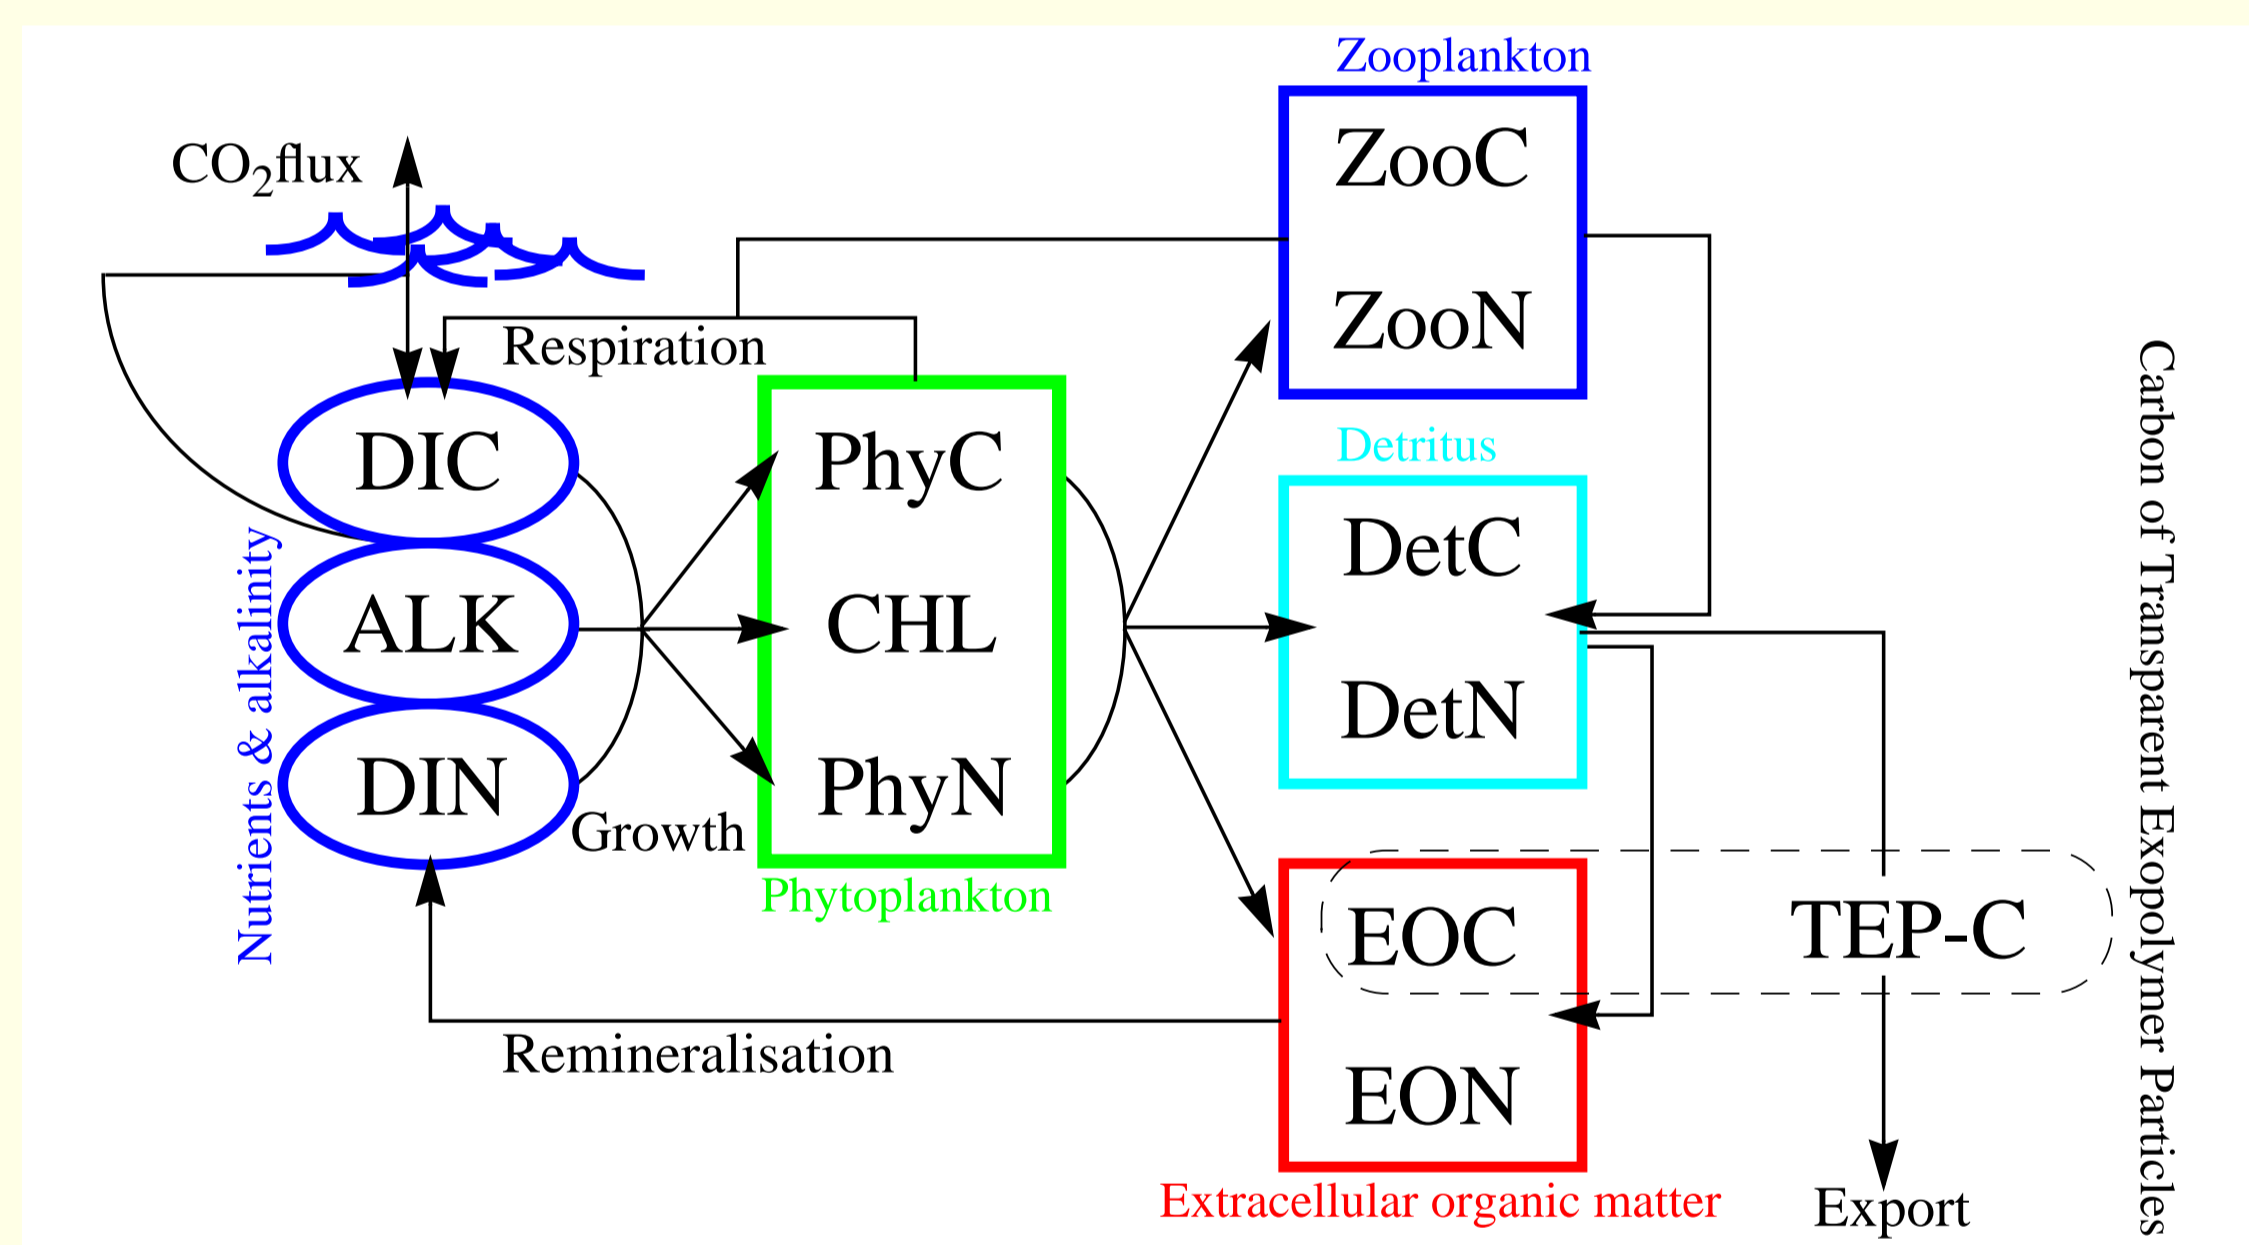 Zooplankton
CO2flux
ZooC
ZooN
Respiration
Detritus
DIC
PhyC
DetC
ALK
CHL
DetN
DIN
PhyN
Growth
Nutrients & alkalinity
Phytoplankton
EOC
TEP-C
Remineralisation
EON
Extracellular organic matter
Export
Carbon of Transparent Exopolymer Particles